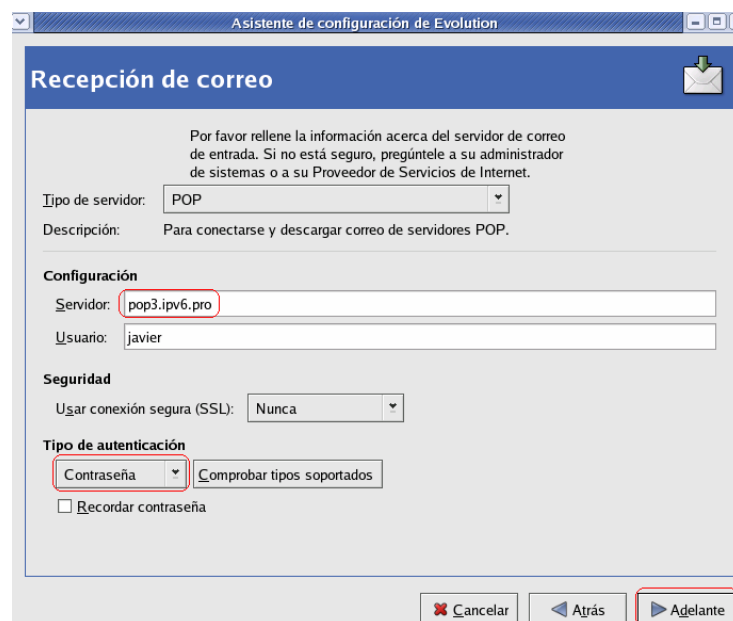 Asistente de configuración de Evolution
Recepción de correo
Por favor rellene la información acerca del servidor de correo
de entrada. Si no está seguro, pregúntele a su administrador
de sistemas o a su Proveedor de Servicios de Internet.
Tipo de servidor: POP
Descripción: Para conectarse y descargar correo de servidores POP.
Configuración
Servidor: pop3.ipv6.pro
Usuario: javier
Seguridad
Usar conexión segura (SSL): Nunca
Tipo de autenticación
Contraseña Comprobar tipos soportados
Recordar contraseña
Cancelar Atrás Adelante